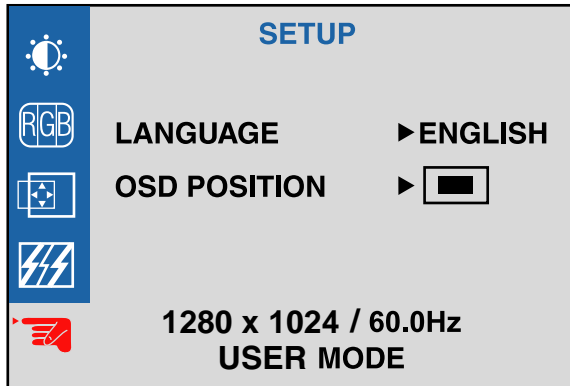 SETUP
RGB
LANGUAGE ▶ENGLISH
OSD POSITION ▶
1280 x 1024 / 60.0Hz
USER MODE